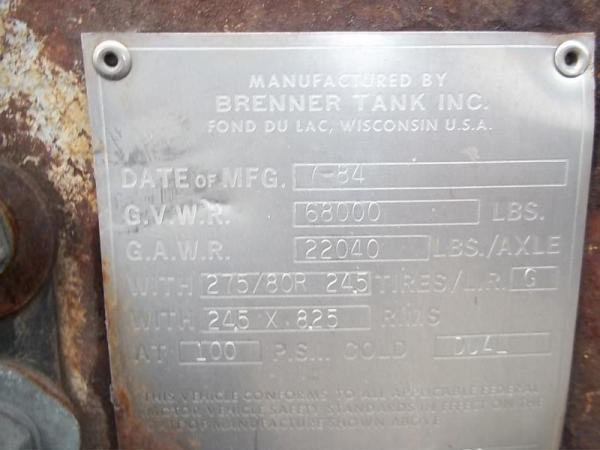 MANUFACTURED BY
BRENNER TANK INC.
FOND DU LAC, WISCONSIN U.S.A.
DATE OF MFG. 7-84
G.V.W.R. 68000 LBS.
G.A.W.R. 22040 LBS./AXLE
WITH 275/80R 245 TIRES/L.R. G
WITH 245 X 8.25 RIMS
AT 100 P.S.I. COLD DUAL
THIS VEHICLE CONFORMS TO ALL APPLICABLE FEDERAL
MOTOR VEHICLE SAFETY STANDARDS IN EFFECT ON THE
DATE OF MANUFACTURE SHOWN ABOVE